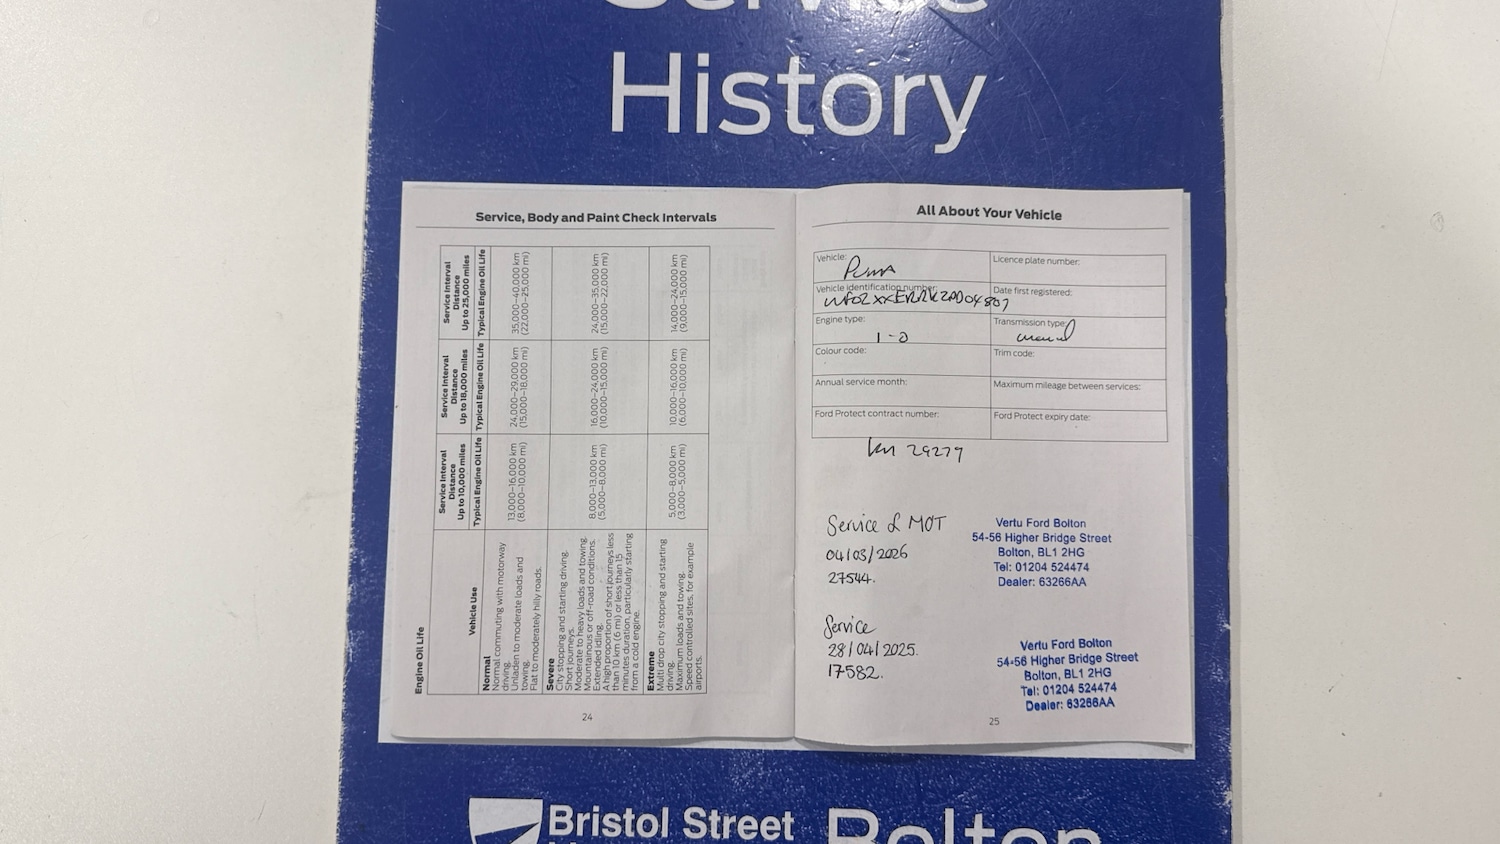 Service
History
Service, Body and Paint Check Intervals
Engine Oil Life
Vehicle Use
Service Interval Distance Up to 10,000 miles
Service Interval Distance Up to 18,000 miles
Service Interval Distance Up to 25,000 miles
Typical Engine Oil Life
Typical Engine Oil Life
Typical Engine Oil Life
Normal
Normal commuting with motorway
driving.
Unladen to moderate loads and
towing.
Flat to moderately hilly roads.
13,000–16,000 km
(8,000–10,000 mi)
24,000–29,000 km
(15,000–18,000 mi)
35,000–40,000 km
(22,000–25,000 mi)
Severe
City stopping and starting driving.
Short journeys.
Moderate to heavy loads and towing.
Mountainous or off-road conditions.
Extended idling.
A high proportion of short journeys less
than 10 km (6 mi) or less than 15
minutes duration, particularly starting
from a cold engine.
8,000–13,000 km
(5,000–8,000 mi)
16,000–24,000 km
(10,000–15,000 mi)
24,000–35,000 km
(15,000–22,000 mi)
Extreme
Multi drop city stopping and starting
driving.
Maximum loads and towing.
Speed controlled sites, for example
airports.
5,000–8,000 km
(3,000–5,000 mi)
10,000–16,000 km
(6,000–10,000 mi)
14,000–24,000 km
(9,000–15,000 mi)
24
All About Your Vehicle
Vehicle: Puma
Licence plate number:
Vehicle identification number:
Date first registered:
Engine type: 1-0
Transmission type: manual
Colour code:
Trim code:
Annual service month:
Maximum mileage between services:
Ford Protect contract number:
Ford Protect expiry date:
29279
Service & MOT
04/03/2026
27544.
Vertu Ford Bolton
54-56 Higher Bridge Street
Bolton, BL1 2HG
Tel: 01204 524474
Dealer: 63266AA
Service
28/04/2025.
17582.
Vertu Ford Bolton
54-56 Higher Bridge Street
Bolton, BL1 2HG
Tel: 01204 524474
Dealer: 63266AA
25
Bristol Street
Bolton